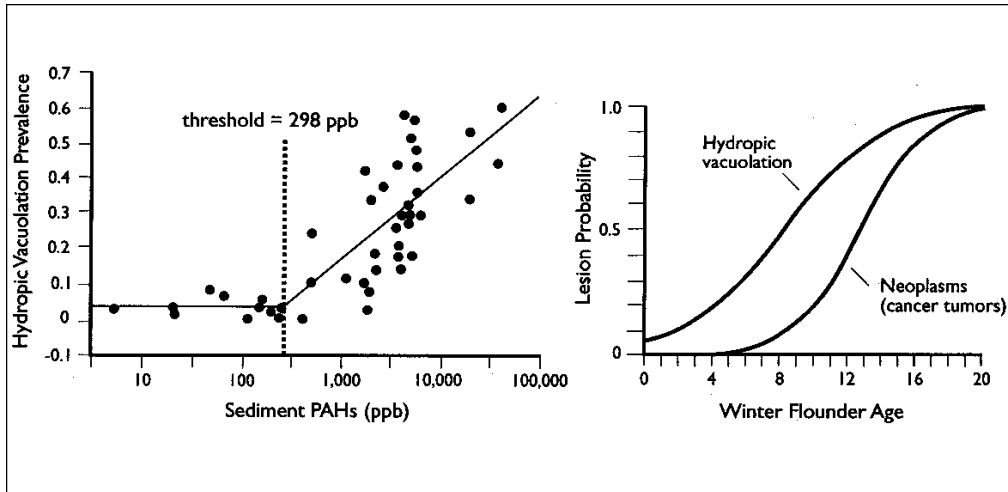 Hydropic Vacuolation Prevalence
0.7
0.6
0.5
0.4
0.3
0.2
0.1
0
-0.1
threshold = 298 ppb
10
100
1,000
10,000
100,000
Sediment PAHs (ppb)
Lesion Probability
1.0
0.5
0
Hydropic
vacuolation
Neoplasms
(cancer tumors)
0
4
8
12
16
20
Winter Flounder Age